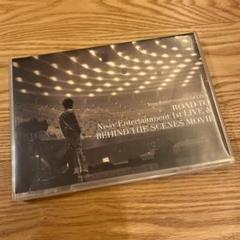 ROAD TO
Nissy Entertainment 1st LIVE &
BEHIND THE SCENES MOVIE